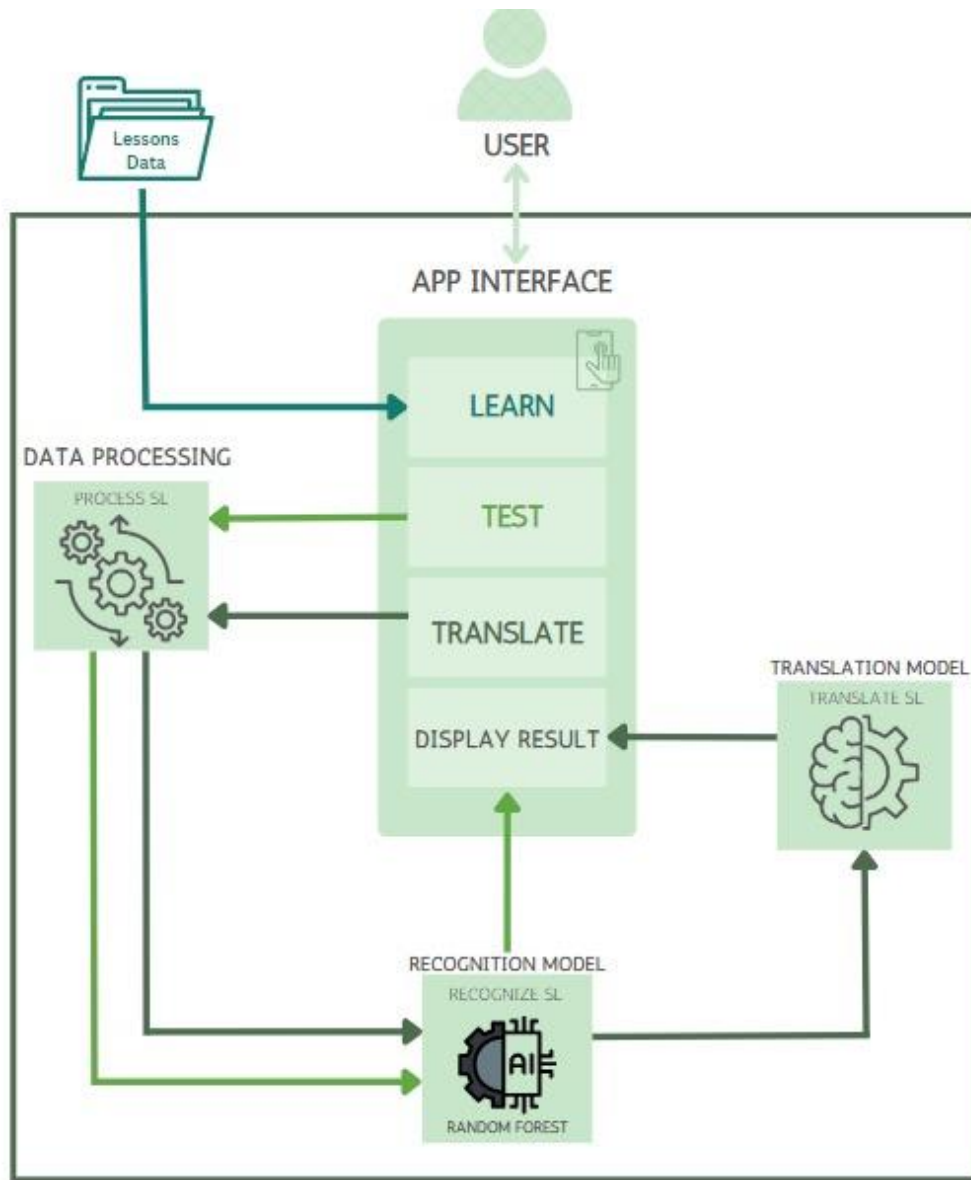 Lessons
Data
USER
APP INTERFACE
LEARN
DATA PROCESSING
PROCESS SL
TEST
TRANSLATE
TRANSLATION MODEL
TRANSLATE SL
DISPLAY RESULT
RECOGNITION MODEL
RECOGNIZE SL
AI
RANDOM FOREST